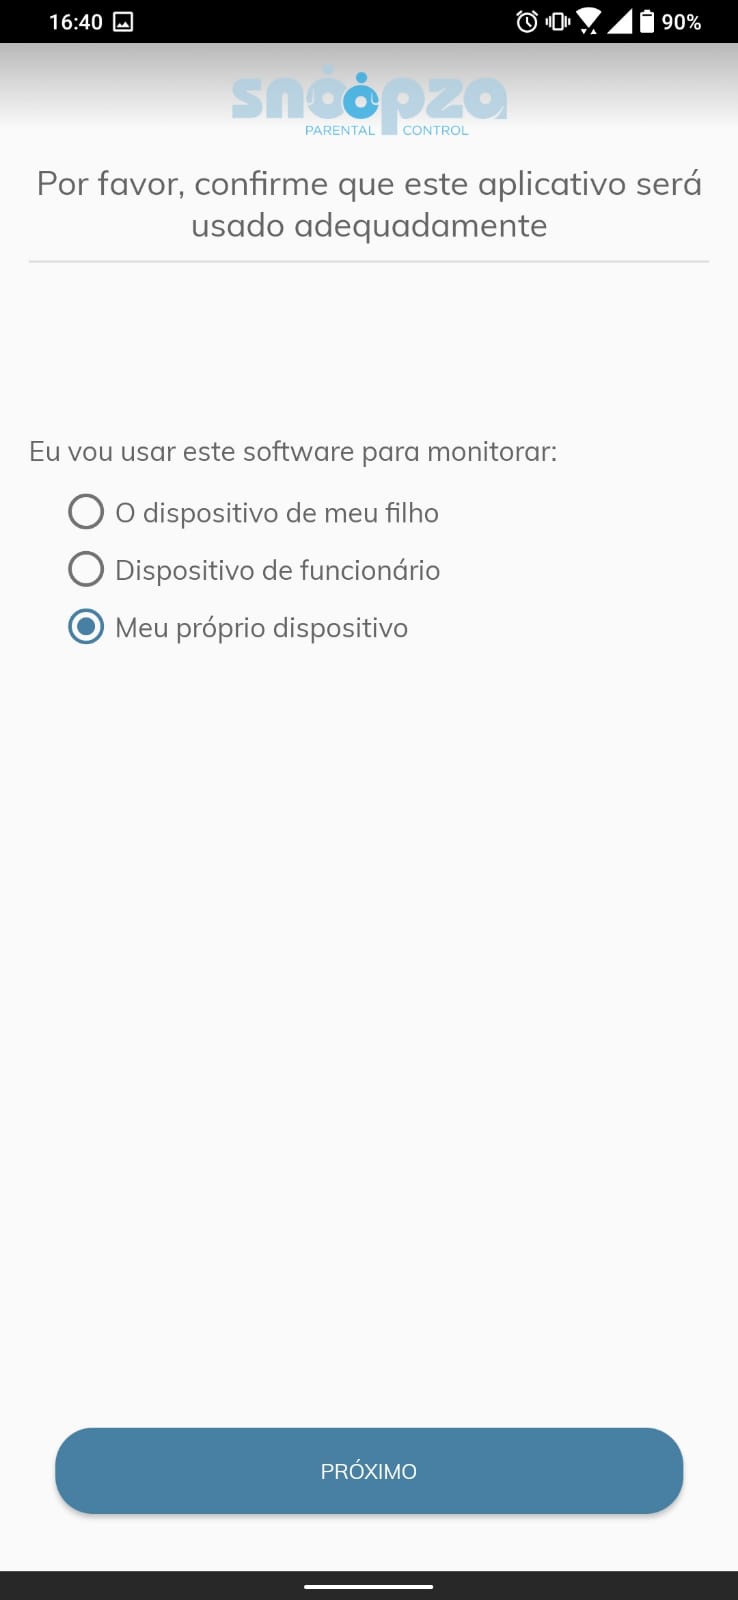 16:40
90%
snoopza
PARENTAL CONTROL
Por favor, confirme que este aplicativo será
usado adequadamente
Eu vou usar este software para monitorar:
O dispositivo de meu filho
Dispositivo de funcionário
Meu próprio dispositivo
PRÓXIMO